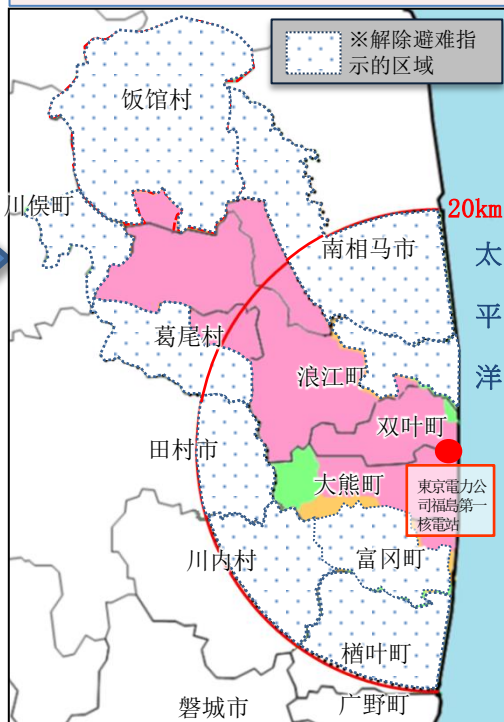 ※解除避难指
示的区域
饭馆村
川俣町
20km
南相马市
太
平
洋
葛尾村
浪江町
双叶町
田村市
大熊町
東京電力公
司福島第一
核電站
川内村
富冈町
楢叶町
磐城市
广野町